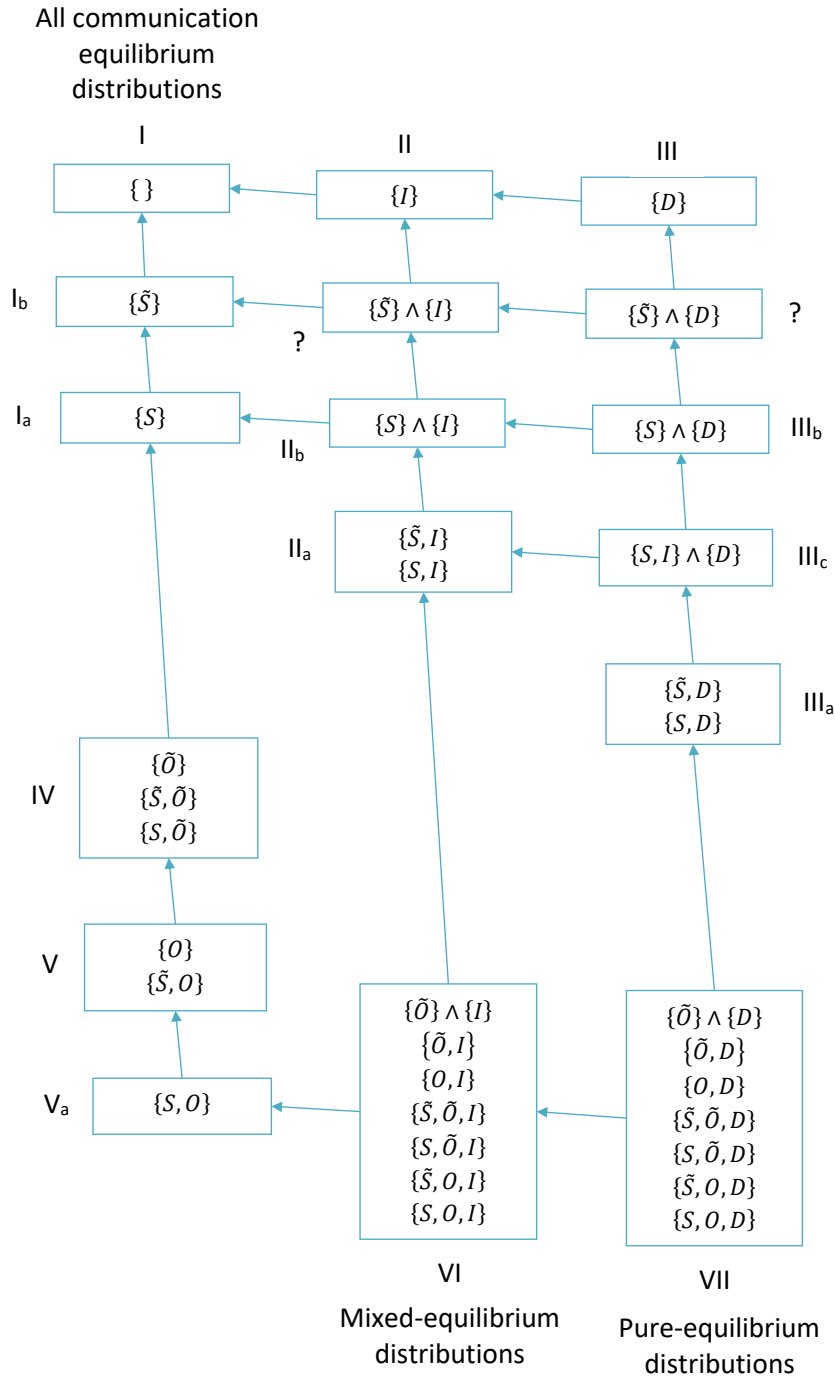 All communication
equilibrium
distributions
I
II
III
{ }
{I}
{D}
I_b
{S̃}
{S̃} ∧ {I}
{S̃} ∧ {D}
?
?
I_a
{S}
{S} ∧ {I}
{S} ∧ {D}
III_b
II_b
II_a
{S̃, I}
{S, I}
{S, I} ∧ {D}
III_c
{S̃, D}
{S, D}
III_a
IV
{Õ}
{S̃, Õ}
{S, Õ}
V
{O}
{S̃, O}
V_a
{S, O}
{Õ} ∧ {I}
{Õ, I}
{O, I}
{S̃, Õ, I}
{S, Õ, I}
{S̃, O, I}
{S, O, I}
{Õ} ∧ {D}
{Õ, D}
{O, D}
{S̃, Õ, D}
{S, Õ, D}
{S̃, O, D}
{S, O, D}
VI
Mixed-equilibrium
distributions
VII
Pure-equilibrium
distributions